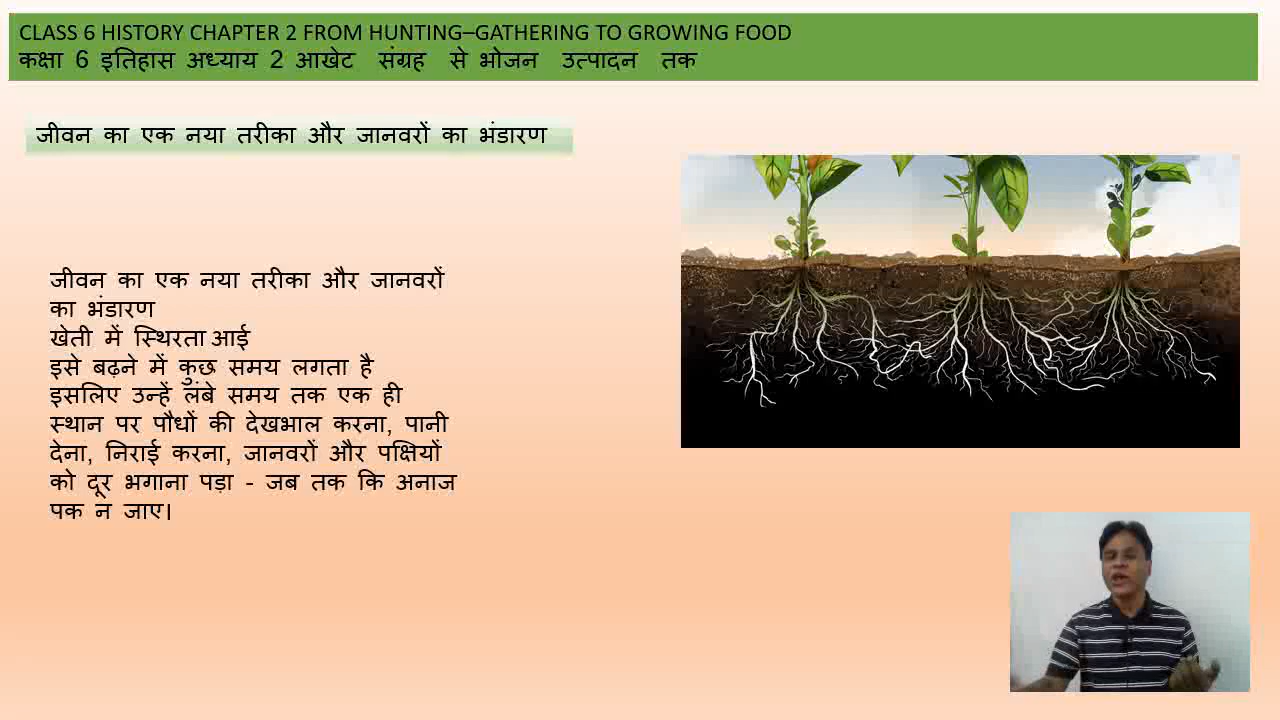 CLASS 6 HISTORY CHAPTER 2 FROM HUNTING–GATHERING TO GROWING FOOD
कक्षा 6 इतिहास अध्याय 2 आखेट संग्रह से भोजन उत्पादन तक
जीवन का एक नया तरीका और जानवरों का भंडारण
जीवन का एक नया तरीका और जानवरों
का भंडारण
खेती में स्थिरता आई
इसे बढ़ने में कुछ समय लगता है
इसलिए उन्हें लंबे समय तक एक ही
स्थान पर पौधों की देखभाल करना, पानी
देना, निराई करना, जानवरों और पक्षियों
को दूर भगाना पड़ा - जब तक कि अनाज
पक न जाए।